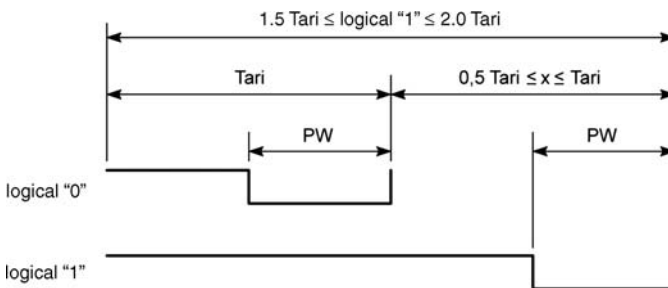 1.5 Tari ≤ logical “1” ≤ 2.0 Tari
Tari
0,5 Tari ≤ x ≤ Tari
PW
PW
logical “0”
logical “1”